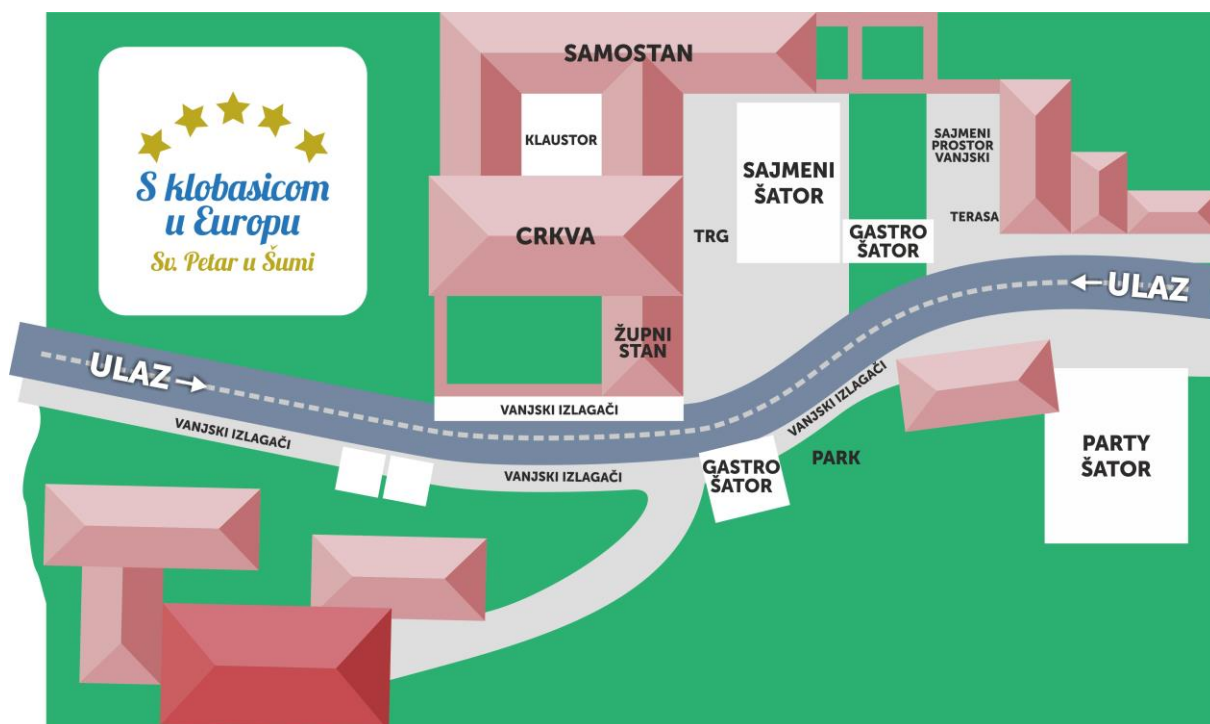 SAMOSTAN
S klobasicom
u Europu
Sv. Petar u Šumi
KLAUSTOR
SAJMENI
ŠATOR
SAJMENI
PROSTOR
VANJSKI
TERASA
CRKVA
TRG
GASTRO
ŠATOR
ULAZ
ŽUPNI
STAN
ULAZ
VANJSKI IZLAGAČI
VANJSKI IZLAGAČI
VANJSKI IZLAGAČI
VANJSKI IZLAGAČI
GASTRO
ŠATOR
PARK
PARTY
ŠATOR